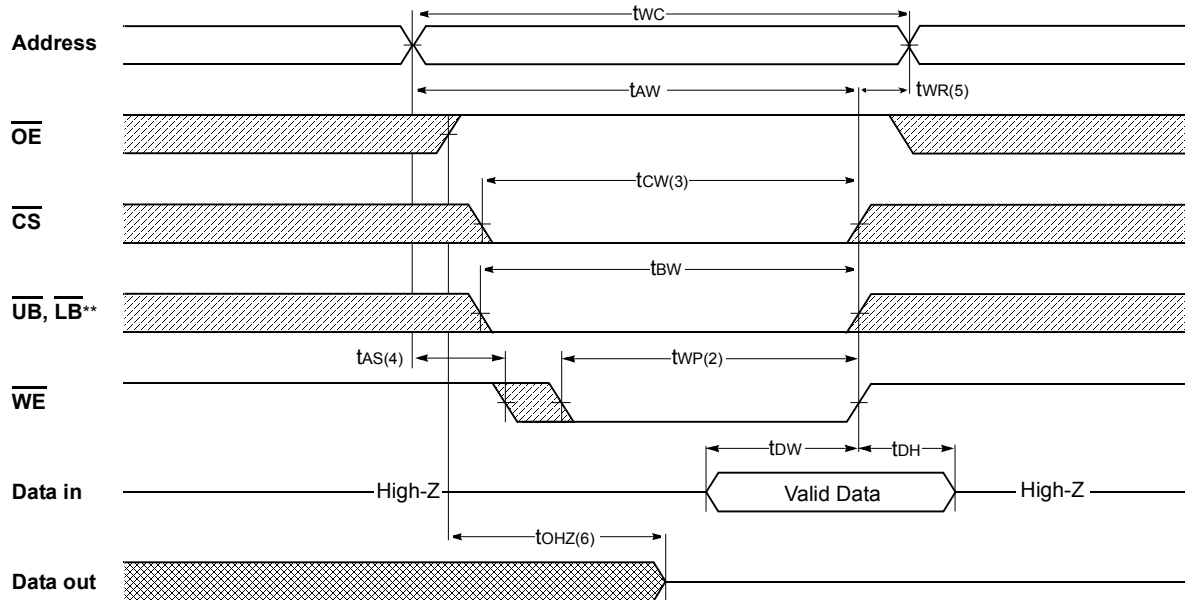 tWC
Address
tAW
tWR(5)
OE
tCW(3)
CS
tBW
UB, LB**
tAS(4)
tWP(2)
WE
tDW
tDH
Data in
High-Z
Valid Data
High-Z
tOHZ(6)
Data out